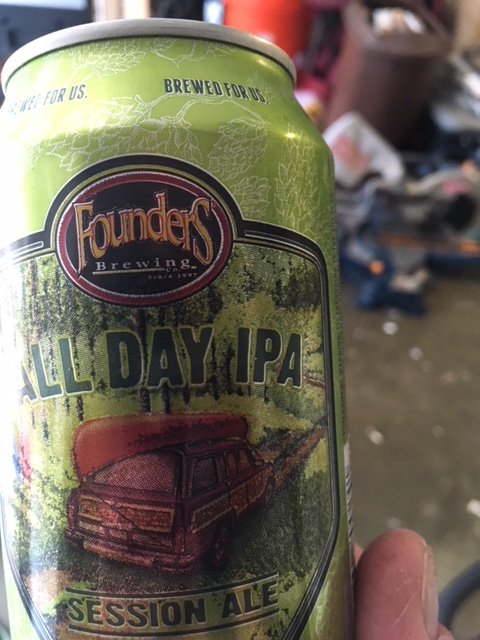 BREWED FOR US.
BREWED FOR US.
FOUNDERS
Brewing
Co.
Since 1997
ALL DAY IPA
SESSION ALE